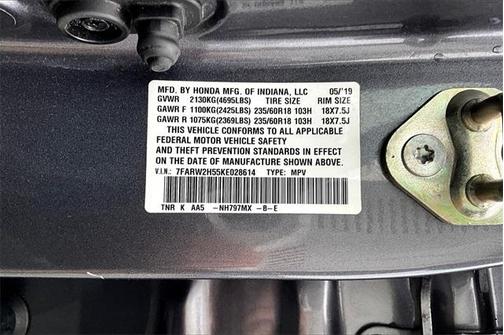 MFD. BY HONDA MFG. OF INDIANA, LLC 05/'19
GVWR 2130KG(4695LBS) TIRE SIZE RIM SIZE
GAWR F 1100KG(2425LBS) 235/60R18 103H 18X7.5J
GAWR R 1075KG(2369LBS) 235/60R18 103H 18X7.5J
THIS VEHICLE CONFORMS TO ALL APPLICABLE
FEDERAL MOTOR VEHICLE SAFETY
AND THEFT PREVENTION STANDARDS IN EFFECT
ON THE DATE OF MANUFACTURE SHOWN ABOVE.
V.I.N.: 7FARW2H55KE028614 TYPE: MPV
TNR K AA5 -NH797MX -B-E